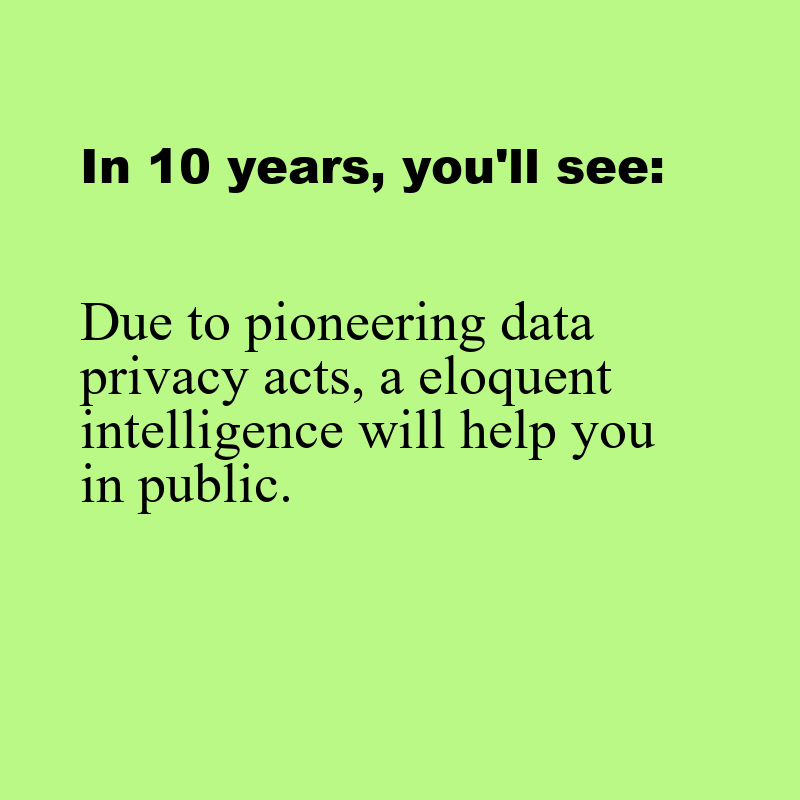 In 10 years, you'll see:
Due to pioneering data
privacy acts, a eloquent
intelligence will help you
in public.